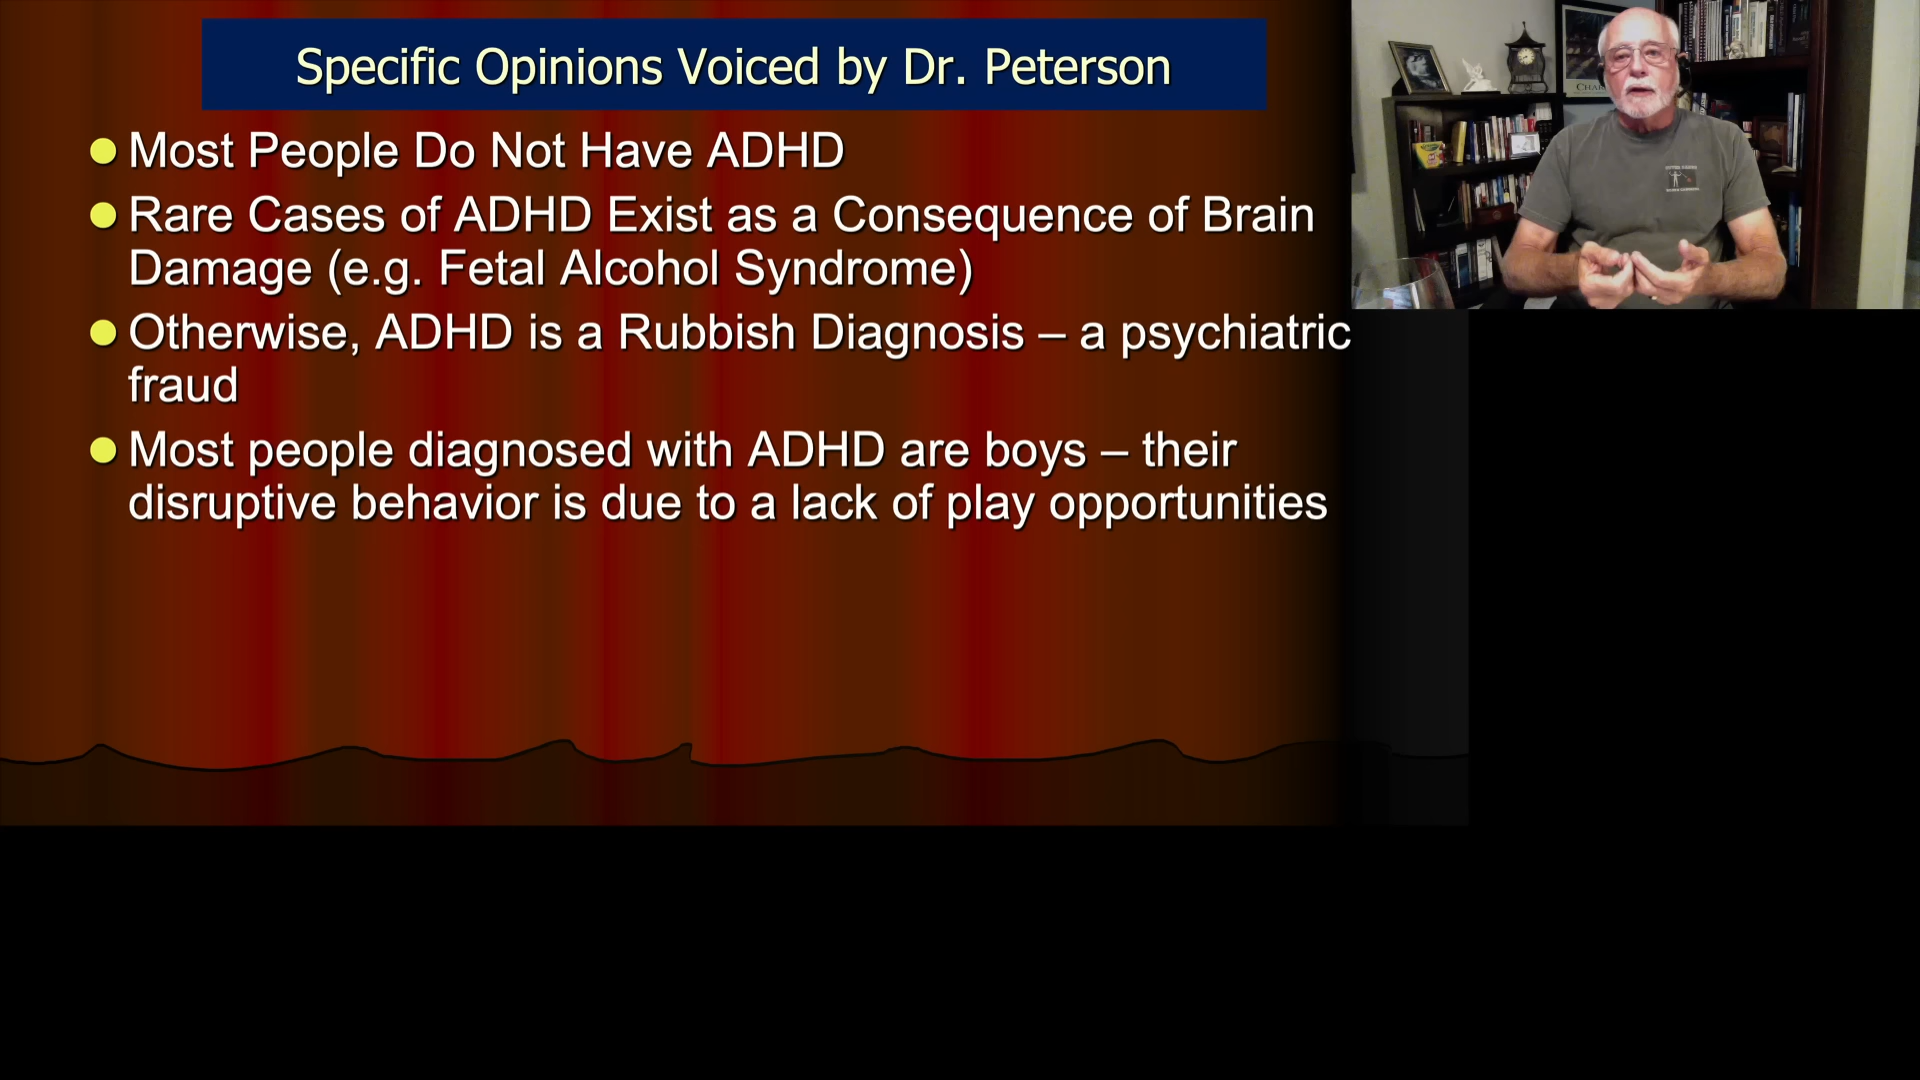 Specific Opinions Voiced by Dr. Peterson
Most People Do Not Have ADHD
Rare Cases of ADHD Exist as a Consequence of Brain
Damage (e.g. Fetal Alcohol Syndrome)
Otherwise, ADHD is a Rubbish Diagnosis – a psychiatric
fraud
Most people diagnosed with ADHD are boys – their
disruptive behavior is due to a lack of play opportunities